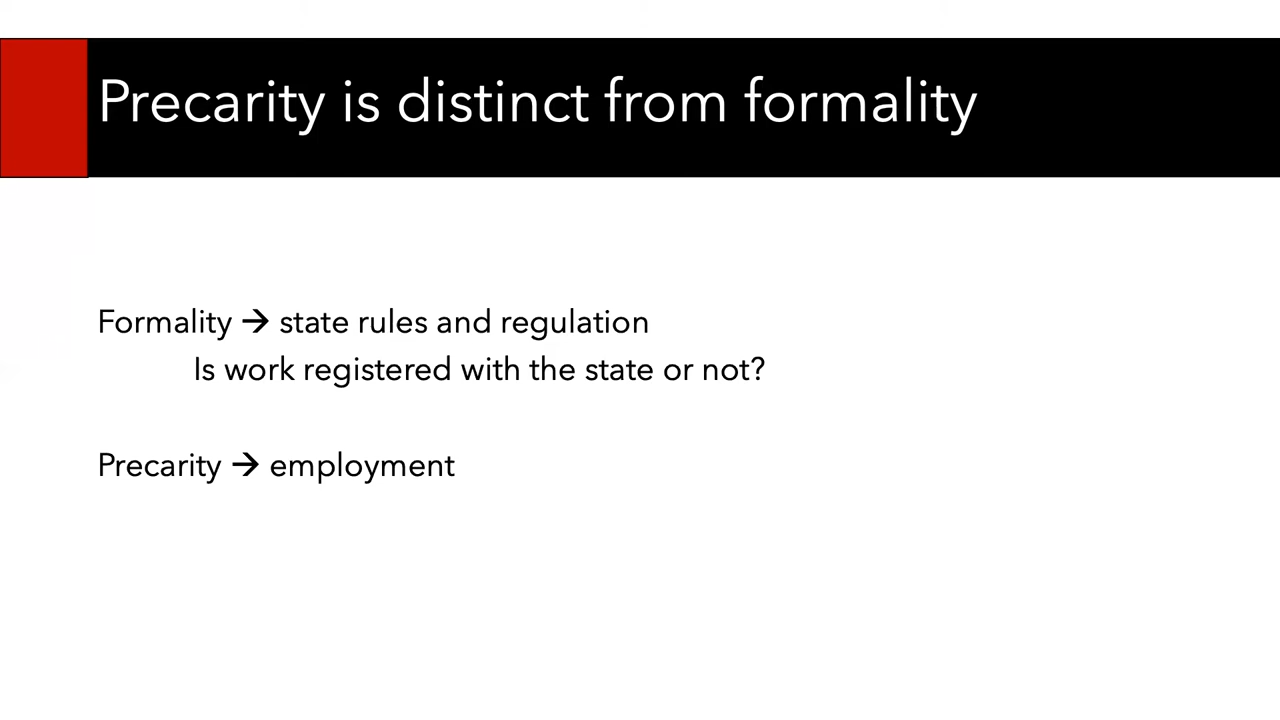 Precarity is distinct from formality
Formality → state rules and regulation
Is work registered with the state or not?
Precarity → employment